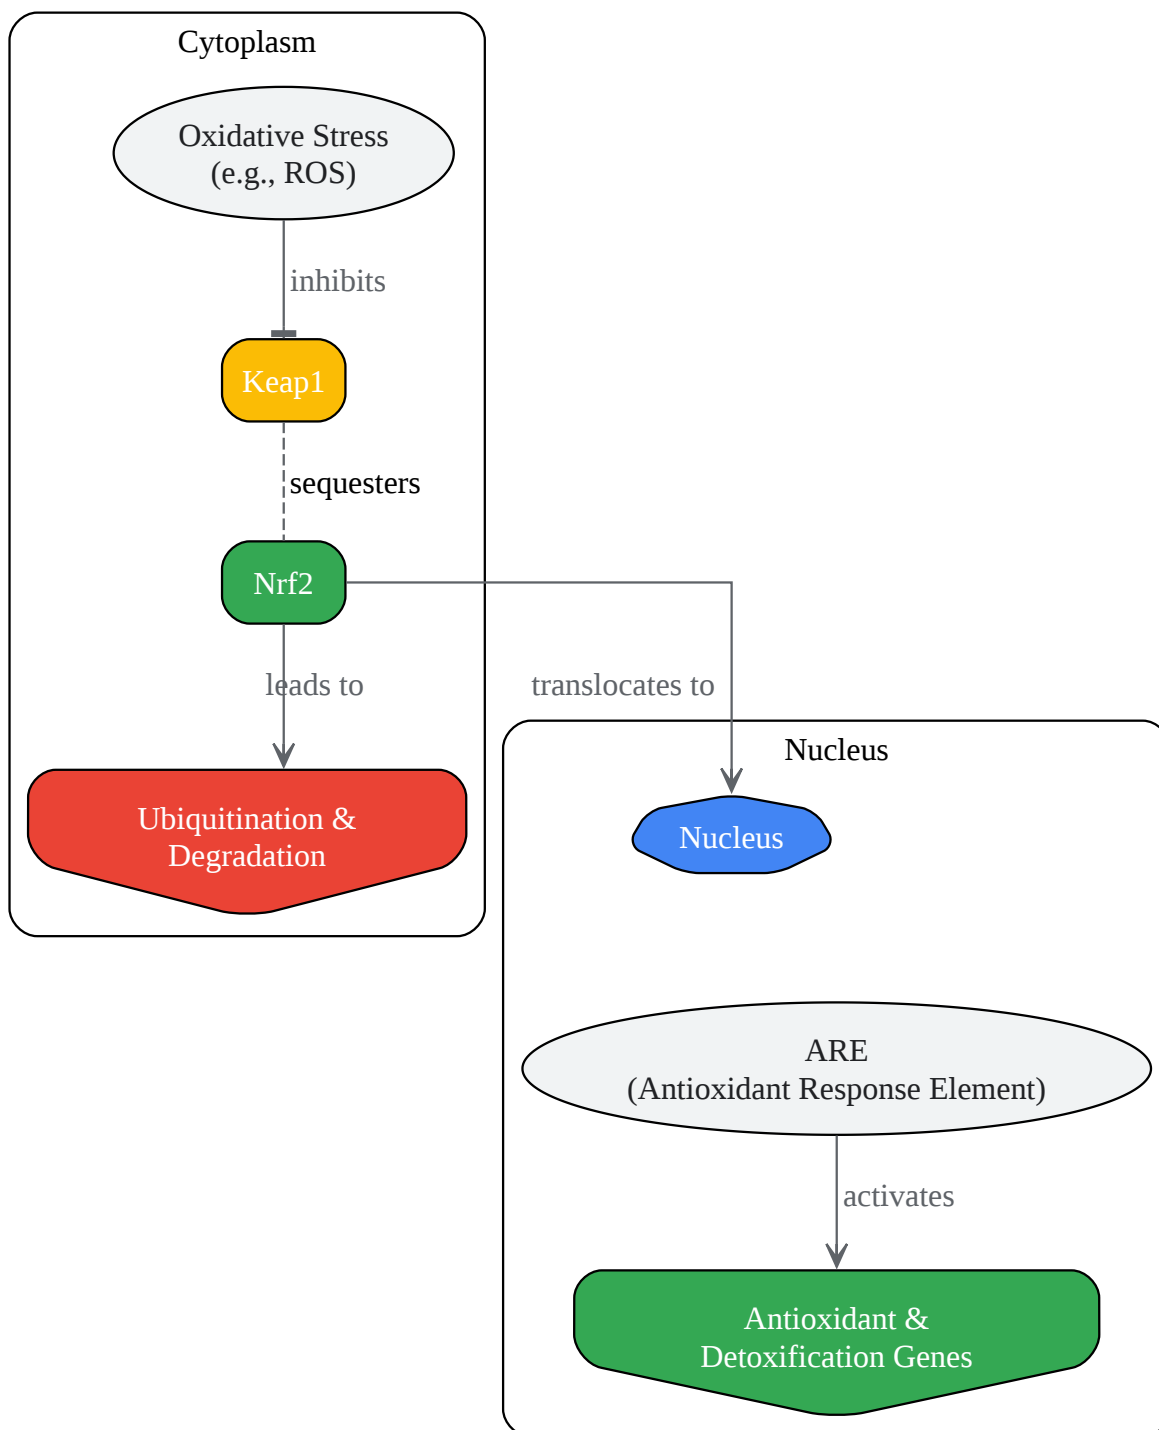 Cytoplasm
Oxidative Stress
(e.g., ROS)
inhibits
Keap1
sequesters
Nrf2
leads to
translocates to
Ubiquitination &
Degradation
Nucleus
Nucleus
ARE
(Antioxidant Response Element)
activates
Antioxidant &
Detoxification Genes